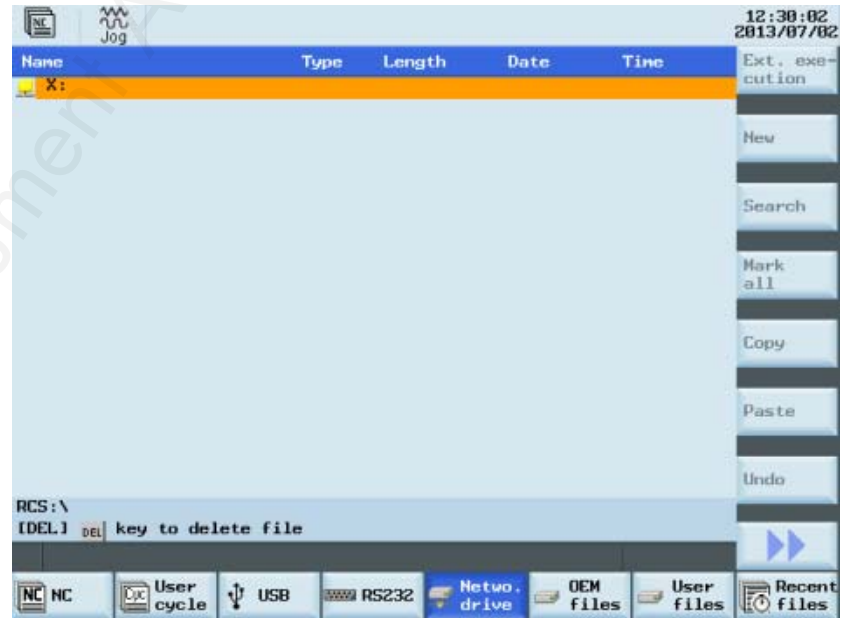 NC
Jog
12:30:02
2013/07/02
Name Type Length Date Time
X:
Ext. exe-
cution
New
Search
Mark
all
Copy
Paste
Undo
RCS:\
[DEL] DEL key to delete file
NC NC
Cyc User
cycle
USB
RS232
Netwo.
drive
OEM
files
User
files
Recent
files